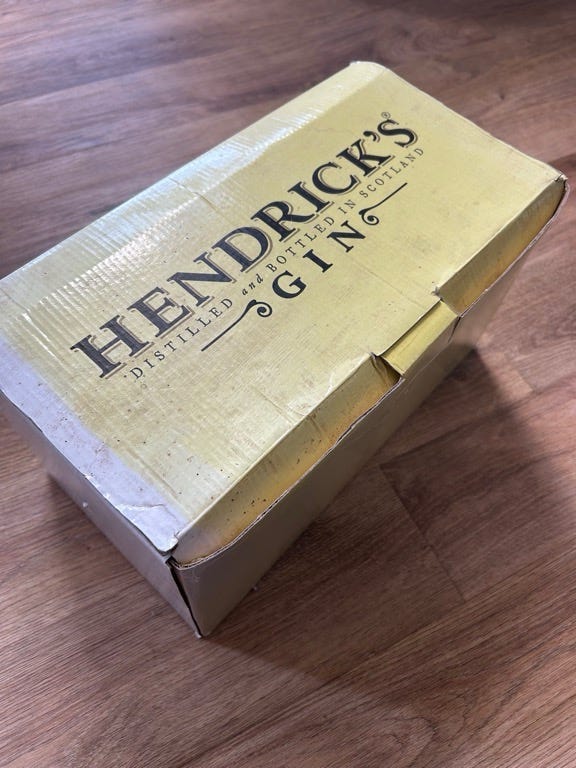 HENDRICK'S®
DISTILLED and BOTTLED IN SCOTLAND
GIN